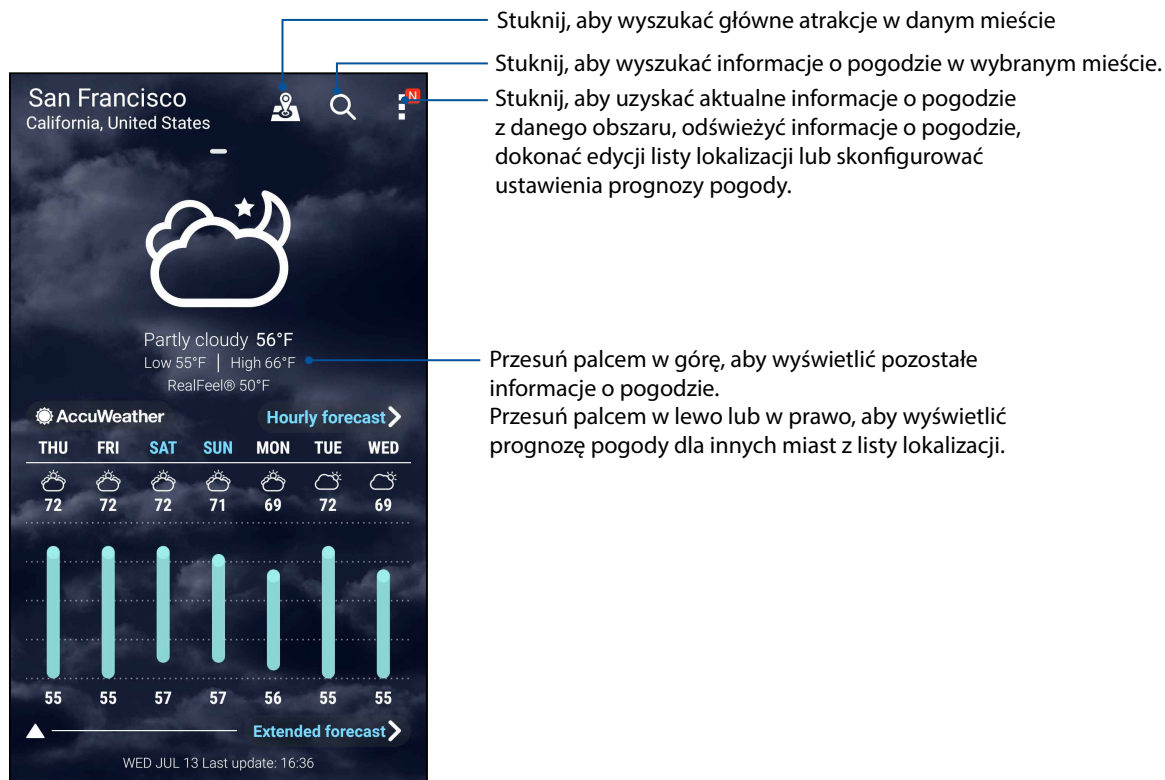 Stuknij, aby wyszukać główne atrakcje w danym mieście
Stuknij, aby wyszukać informacje o pogodzie w wybranym mieście.
Stuknij, aby uzyskać aktualne informacje o pogodzie
z danego obszaru, odświeżyć informacje o pogodzie,
dokonać edycji listy lokalizacji lub skonfigurować
ustawienia prognozy pogody.
San Francisco
California, United States
N
Partly cloudy 56°F
Low 55°F | High 66°F
RealFeel® 50°F
Przesuń palcem w górę, aby wyświetlić pozostałe
informacje o pogodzie.
Przesuń palcem w lewo lub w prawo, aby wyświetlić
prognozę pogody dla innych miast z listy lokalizacji.
AccuWeather Hourly forecast
THU FRI SAT SUN MON TUE WED
72 72 72 71 69 72 69
55 55 57 57 56 55 55
Extended forecast
WED JUL 13 Last update: 16:36